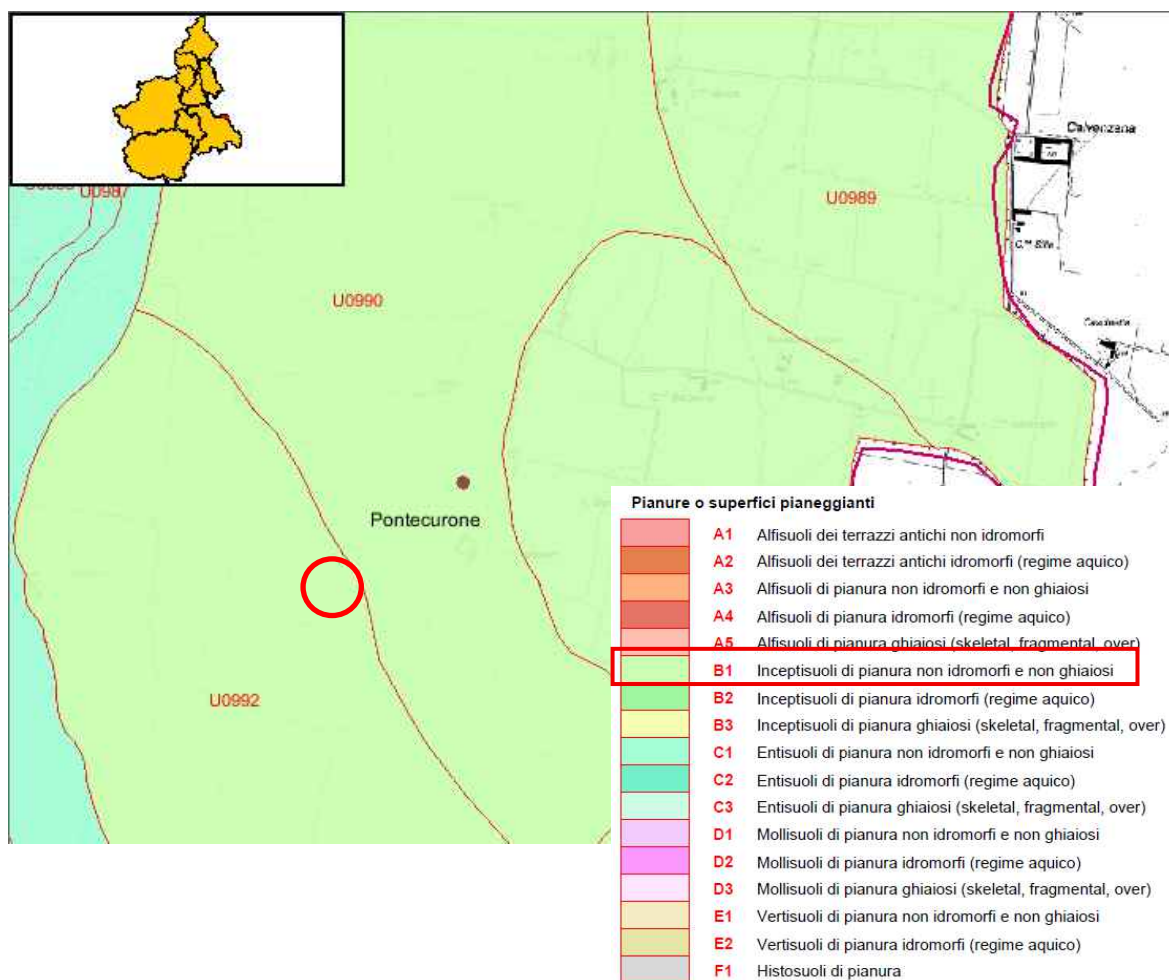 U0987
U0989
Calvenzana
C.na Sita
U0990
Cascinetta
Pontecurone
U0992
Pianure o superfici pianeggianti
A1 Alfisuoli dei terrazzi antichi non idromorfi
A2 Alfisuoli dei terrazzi antichi idromorfi (regime aquico)
A3 Alfisuoli di pianura non idromorfi e non ghiaiosi
A4 Alfisuoli di pianura idromorfi (regime aquico)
A5 Alfisuoli di pianura ghiaiosi (skeletal, fragmental, over)
B1 Inceptisuoli di pianura non idromorfi e non ghiaiosi
B2 Inceptisuoli di pianura idromorfi (regime aquico)
B3 Inceptisuoli di pianura ghiaiosi (skeletal, fragmental, over)
C1 Entisuoli di pianura non idromorfi e non ghiaiosi
C2 Entisuoli di pianura idromorfi (regime aquico)
C3 Entisuoli di pianura ghiaiosi (skeletal, fragmental, over)
D1 Mollisuoli di pianura non idromorfi e non ghiaiosi
D2 Mollisuoli di pianura idromorfi (regime aquico)
D3 Mollisuoli di pianura ghiaiosi (skeletal, fragmental, over)
E1 Vertisuoli di pianura non idromorfi e non ghiaiosi
E2 Vertisuoli di pianura idromorfi (regime aquico)
F1 Histosuoli di pianura